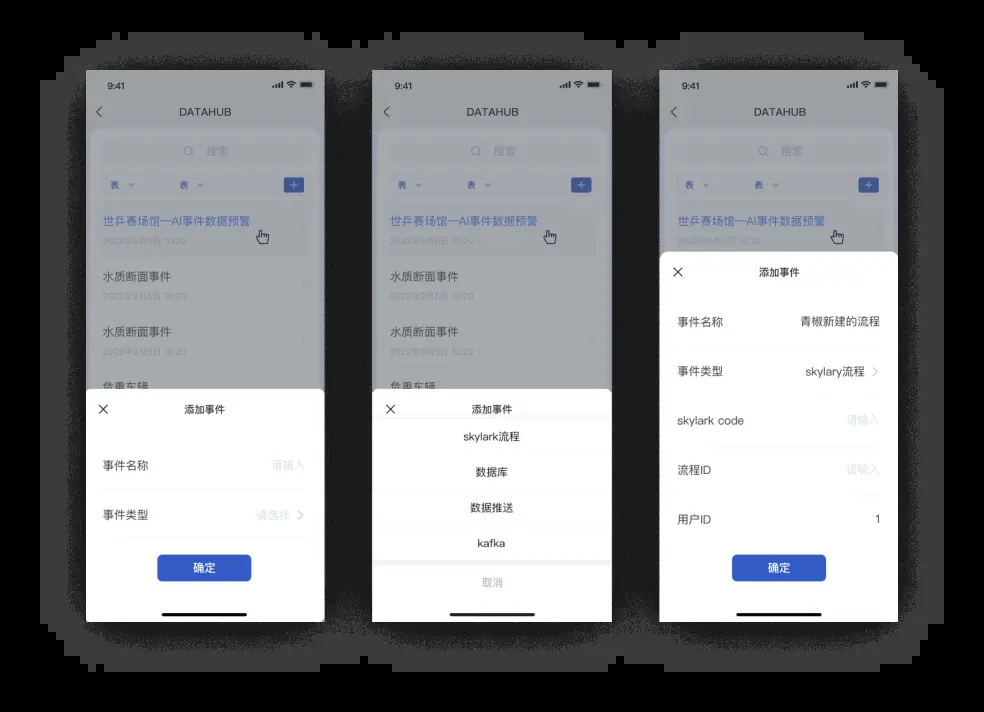 9:41
DATAHUB
搜索
表 表
世乒赛场馆—AI事件数据预警
2022年9月5日 10:20
水质断面事件
2022年9月5日 10:20
水质断面事件
2022年9月5日 10:20
危重车辆
添加事件
事件名称 请输入
事件类型 请选择
确定
9:41
DATAHUB
搜索
表 表
世乒赛场馆—AI事件数据预警
2022年9月5日 10:20
水质断面事件
2022年9月5日 10:20
水质断面事件
2022年9月5日 10:20
危重车辆
添加事件
skylark流程
数据库
数据推送
kafka
取消
9:41
DATAHUB
搜索
表 表
世乒赛场馆—AI事件数据预警
2022年9月5日 10:20
添加事件
事件名称 青椒新建的流程
事件类型 skylary流程
skylark code 请输入
流程ID 请输入
用户ID 1
确定